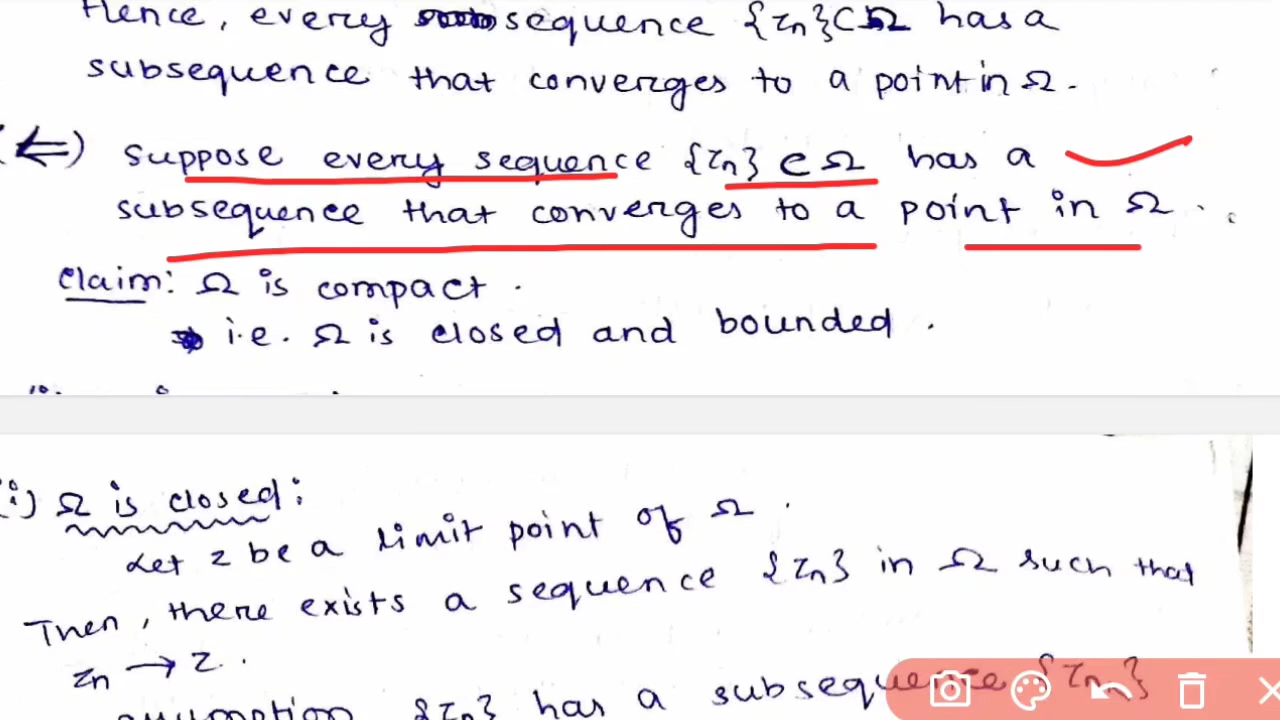 Hence, every sequence {zn}⊂Ω has a
subsequence that converges to a point in Ω.
(⇐) suppose every sequence {zn} ⊂ Ω has a
subsequence that converges to a point in Ω.
Claim: Ω is compact.
i.e. Ω is closed and bounded.
(i) Ω is closed:
Let z be a limit point of Ω.
Then, there exists a sequence {zn} in Ω such that
zn → z.
assumption {zn} has a subsequence {znₖ}